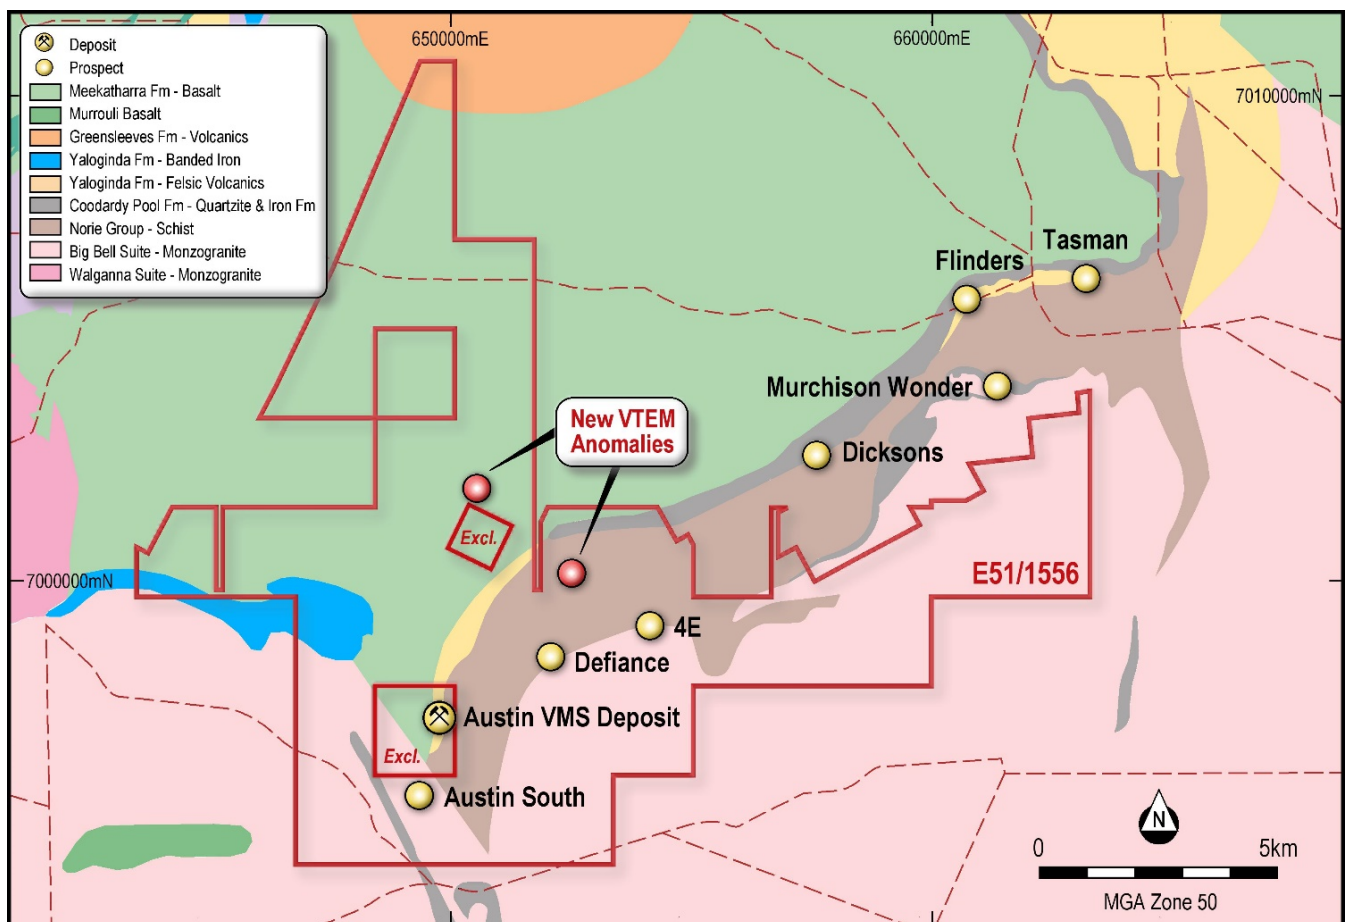 650000mE
660000mE
7010000mN
Deposit
Prospect
Meekatharra Fm - Basalt
Murrouli Basalt
Greensleeves Fm - Volcanics
Yaloginda Fm - Banded Iron
Yaloginda Fm - Felsic Volcanics
Coodardy Pool Fm - Quartzite & Iron Fm
Norie Group - Schist
Big Bell Suite - Monzogranite
Walganna Suite - Monzogranite
Tasman
Flinders
Murchison Wonder
New VTEM
Anomalies
Dicksons
Excl.
7000000mN
E51/1556
4E
Defiance
Austin VMS Deposit
Excl.
Austin South
N
0
5km
MGA Zone 50